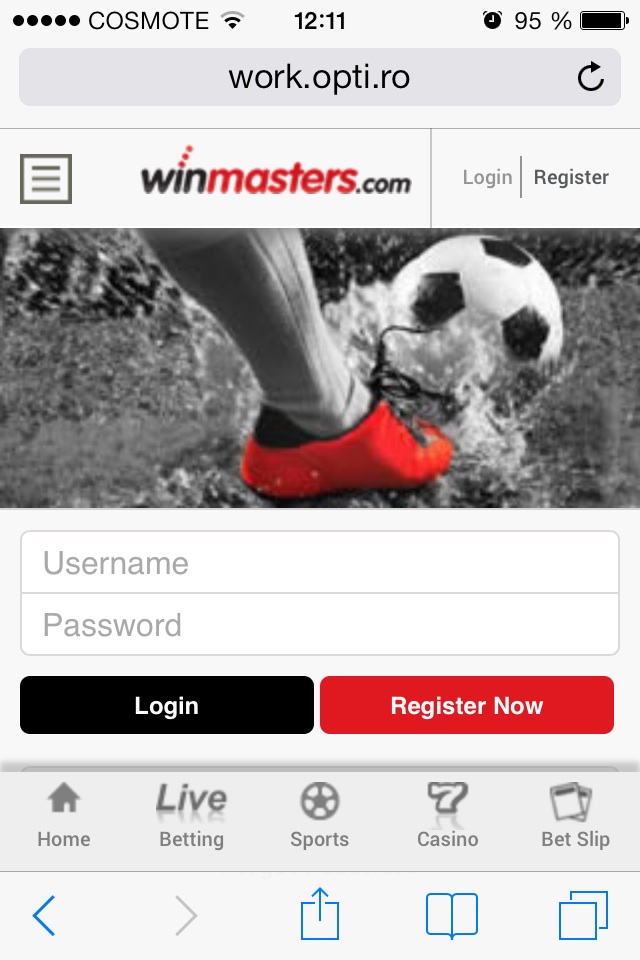 COSMOTE 12:11 95 %
work.opti.ro
winmasters.com Login Register
Username
Password
Login Register Now
Live
Home Betting Sports Casino Bet Slip